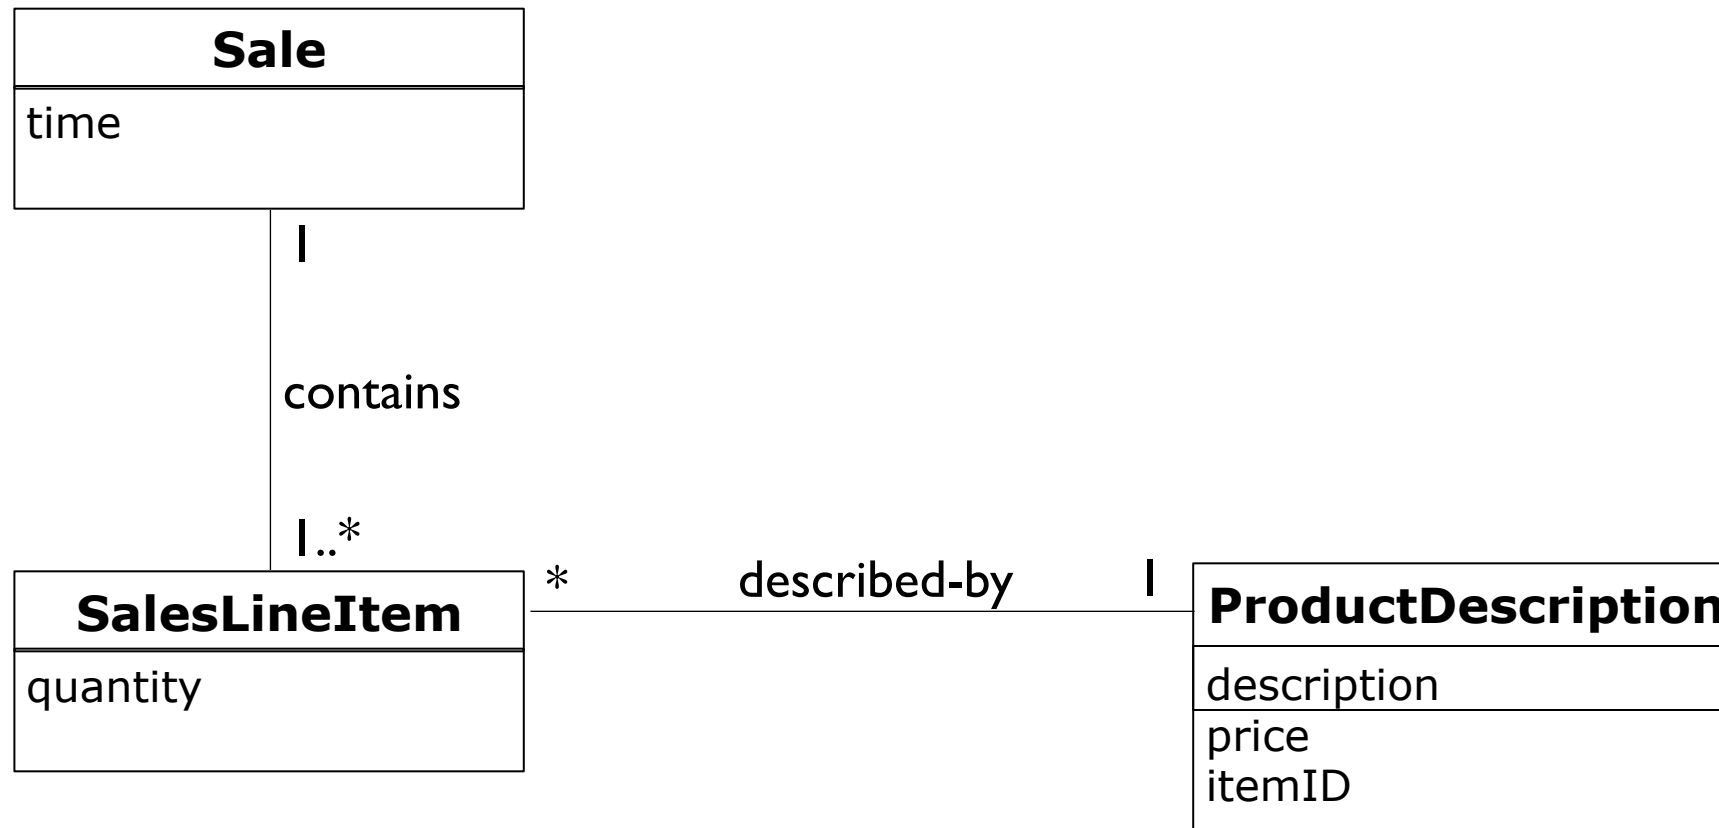 Sale
time
1
contains
1..*
SalesLineItem
quantity
* described-by 1
ProductDescription
description
price
itemID